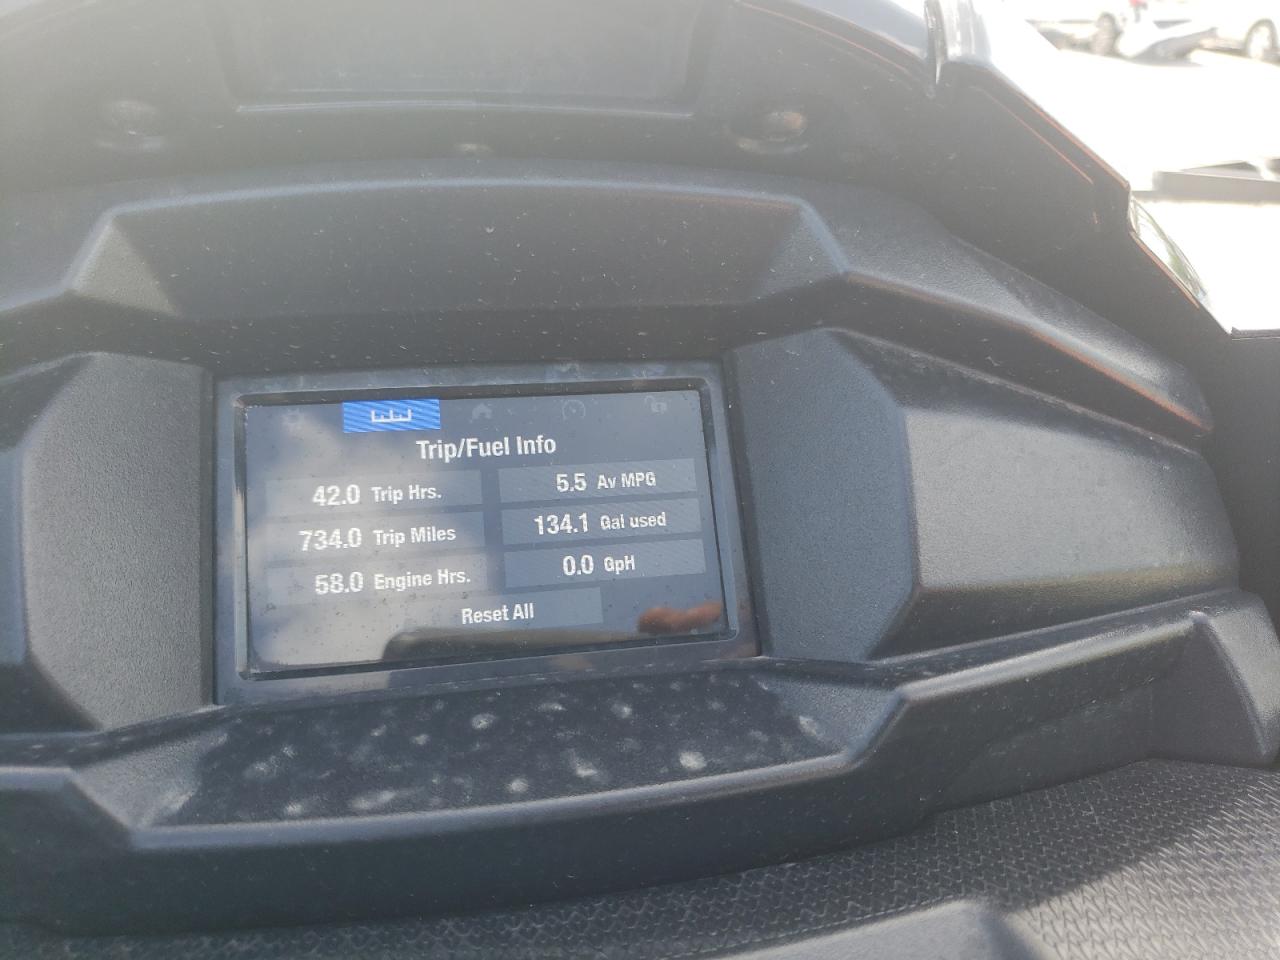 Trip/Fuel Info
42.0 Trip Hrs.
5.5 Av MPG
734.0 Trip Miles
134.1 Gal used
58.0 Engine Hrs.
0.0 GpH
Reset All